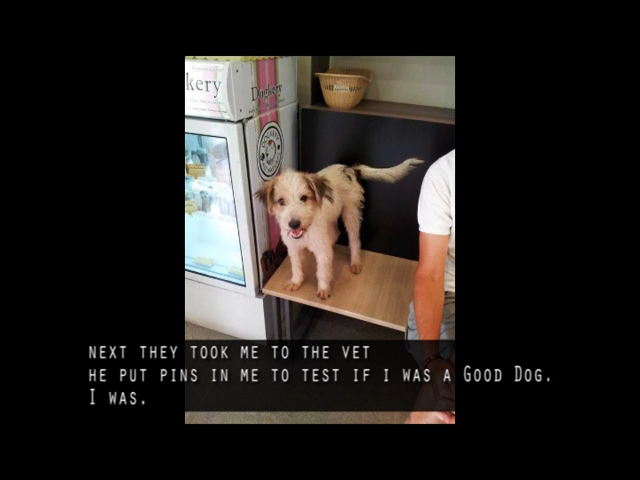 kery
Dogkery
NEXT THEY TOOK ME TO THE VET
HE PUT PINS IN ME TO TEST IF I WAS A GOOD DOG.
I WAS.